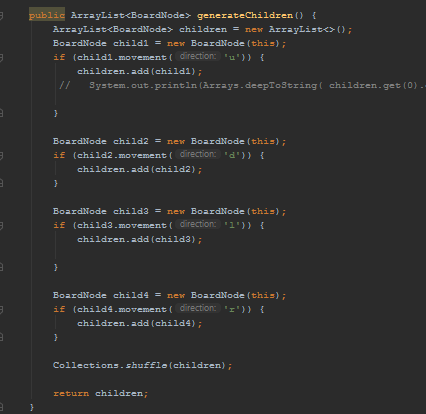 public ArrayList<BoardNode> generateChildren() {
ArrayList<BoardNode> children = new ArrayList<>();
BoardNode child1 = new BoardNode(this);
if (child1.movement( direction: 'u')) {
children.add(child1);
// System.out.println(Arrays.deepToString( children.get(0).
}
BoardNode child2 = new BoardNode(this);
if (child2.movement( direction: 'd')) {
children.add(child2);
}
BoardNode child3 = new BoardNode(this);
if (child3.movement( direction: 'l')) {
children.add(child3);
}
BoardNode child4 = new BoardNode(this);
if (child4.movement( direction: 'r')) {
children.add(child4);
}
Collections.shuffle(children);
return children;
}